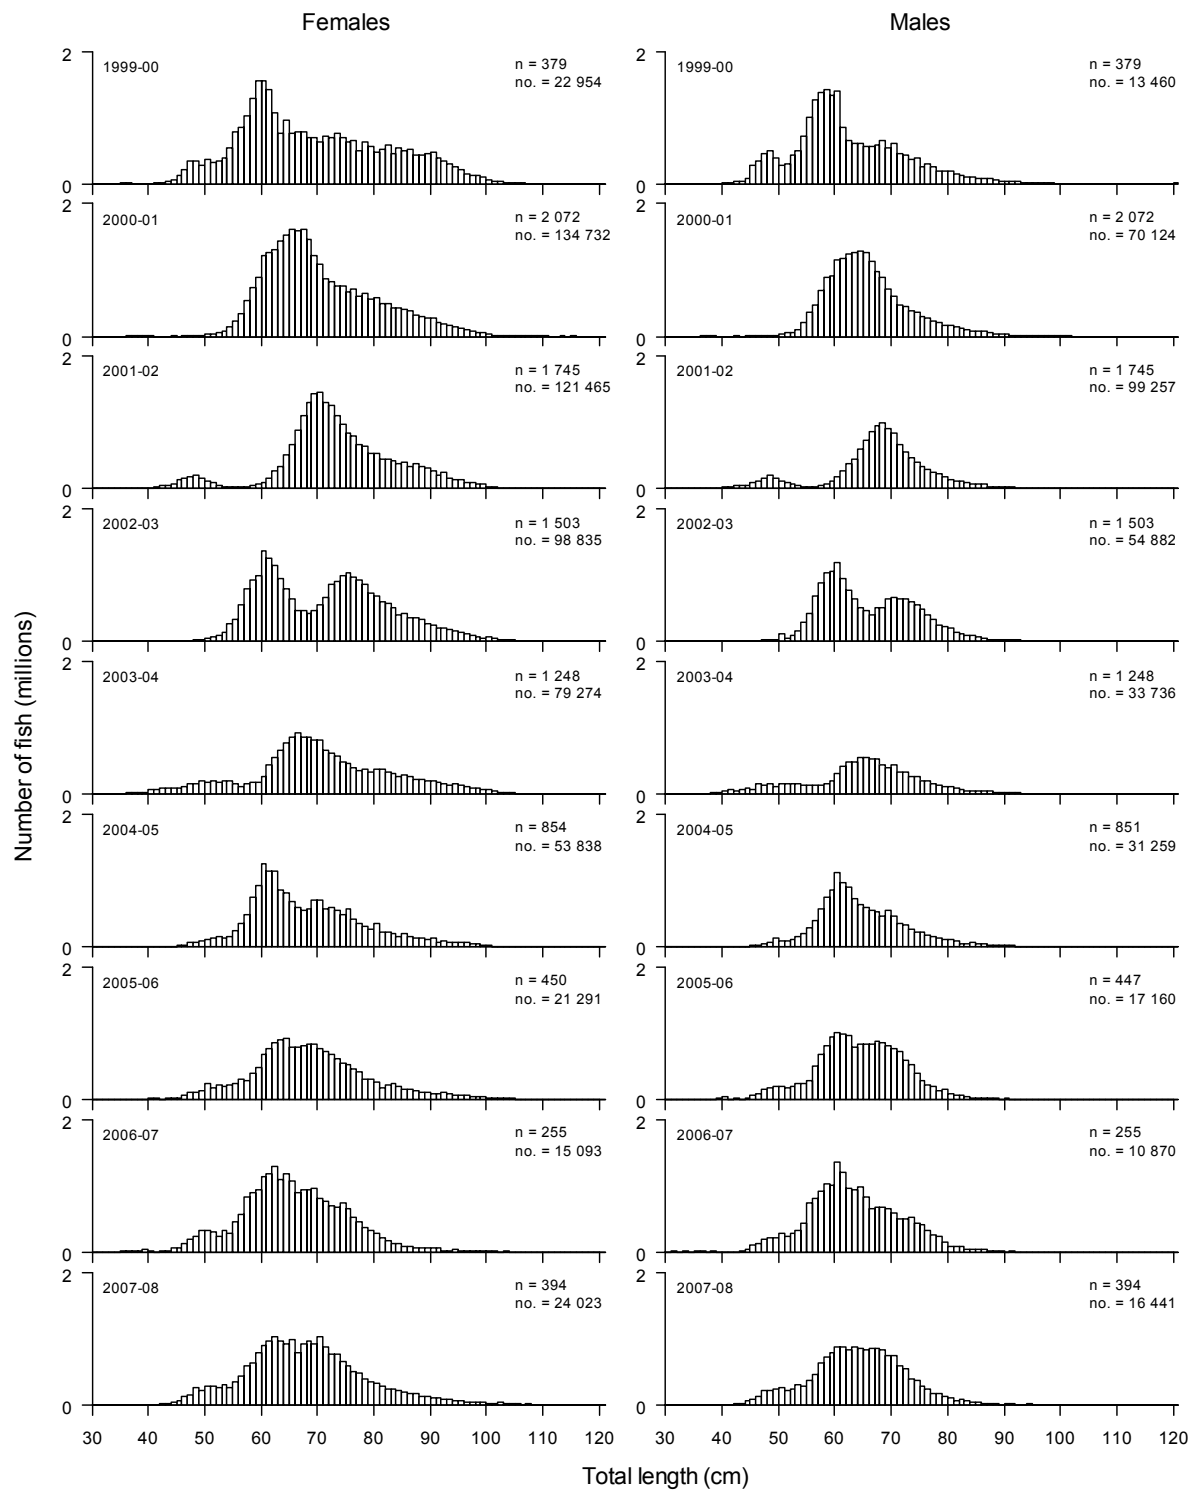 Females Males
2 2
1999-00 n = 379 1999-00 n = 379
no. = 22 954 no. = 13 460
0 0
2 2
2000-01 n = 2 072 2000-01 n = 2 072
no. = 134 732 no. = 70 124
0 0
2 2
2001-02 n = 1 745 2001-02 n = 1 745
no. = 121 465 no. = 99 257
0 0
2 2
2002-03 n = 1 503 2002-03 n = 1 503
no. = 98 835 no. = 54 882
0 0
2 2
2003-04 n = 1 248 2003-04 n = 1 248
no. = 79 274 no. = 33 736
0 0
2 2
2004-05 n = 854 2004-05 n = 851
no. = 53 838 no. = 31 259
0 0
2 2
2005-06 n = 450 2005-06 n = 447
no. = 21 291 no. = 17 160
0 0
2 2
2006-07 n = 255 2006-07 n = 255
no. = 15 093 no. = 10 870
0 0
2 2
2007-08 n = 394 2007-08 n = 394
no. = 24 023 no. = 16 441
0 0
30 40 50 60 70 80 90 100 110 120 30 40 50 60 70 80 90 100 110 120
Number of fish (millions)
Total length (cm)